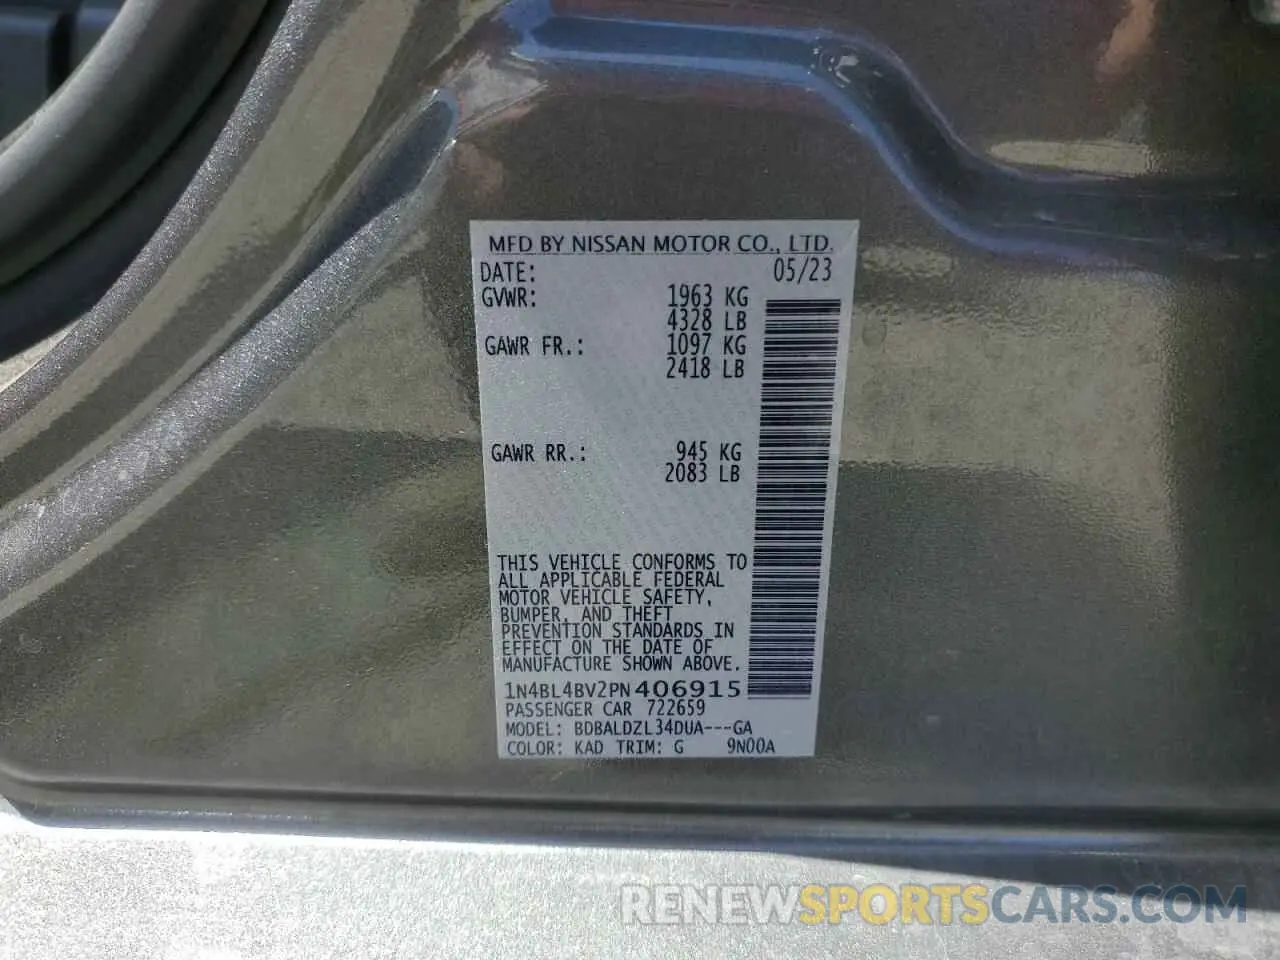 MFD BY NISSAN MOTOR CO., LTD.
DATE: 05/23
GVWR: 1963 KG
4328 LB
GAWR FR.: 1097 KG
2418 LB
GAWR RR.: 945 KG
2083 LB
THIS VEHICLE CONFORMS TO
ALL APPLICABLE FEDERAL
MOTOR VEHICLE SAFETY,
BUMPER, AND THEFT
PREVENTION STANDARDS IN
EFFECT ON THE DATE OF
MANUFACTURE SHOWN ABOVE.
1N4BL4BV2PN406915
PASSENGER CAR 722659
MODEL: BDBALDZL34DUA---GA
COLOR: KAD TRIM: G 9N00A
RENEWSPORTSCARS.COM